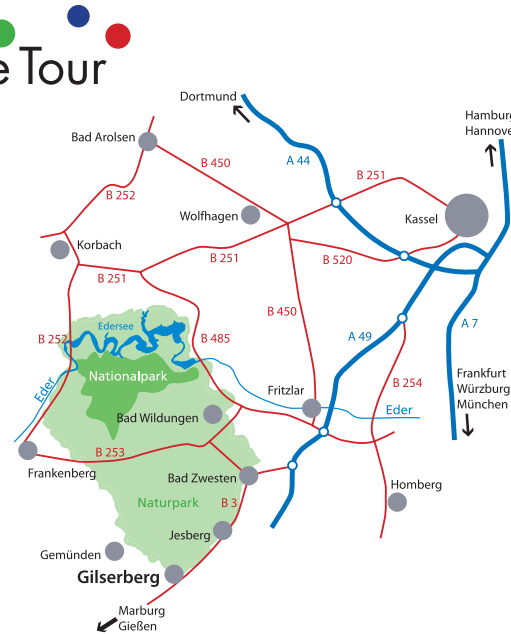 e Tour
Dortmund
Hamburg
Hannove
Bad Arolsen
B 450
A 44
B 251
B 252
Wolfhagen
Kassel
Korbach
B 251
B 520
B 251
B 450
Edersee
A 49
A 7
B 252
B 485
Nationalpark
Frankfurt
Würzburg
München
B 254
Eder
Fritzlar
Eder
Bad Wildungen
B 253
Frankenberg
Bad Zwesten
Homberg
Naturpark
B 3
Jesberg
Gemünden
Gilserberg
Marburg
Gießen